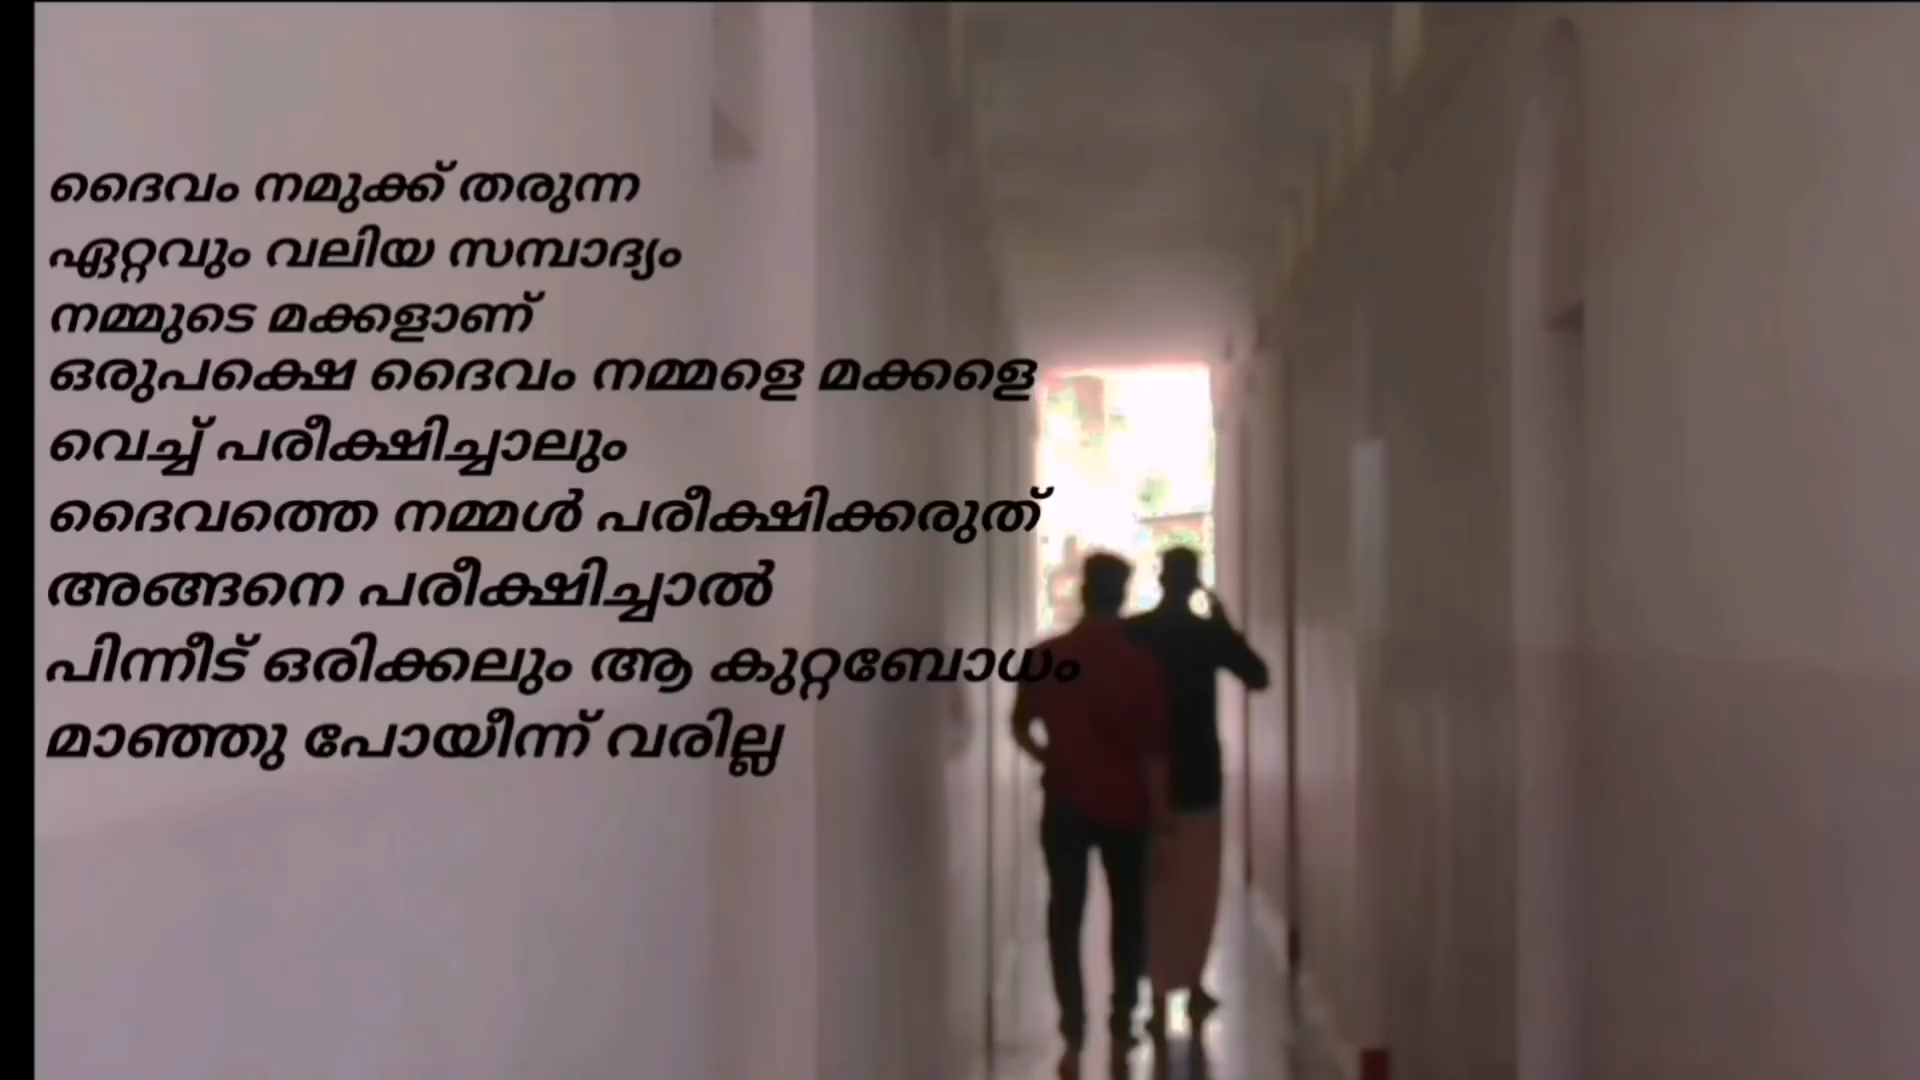 ദൈവം നമുക്ക് തരുന്ന
ഏറ്റവും വലിയ സമ്പാദ്യം
നമ്മുടെ മക്കളാണ്
ഒരുപക്ഷെ ദൈവം നമ്മളെ മക്കളെ
വെച്ച് പരീക്ഷിച്ചാലും
ദൈവത്തെ നമ്മൾ പരീക്ഷിക്കരുത്
അങ്ങനെ പരീക്ഷിച്ചാൽ
പിന്നീട് ഒരിക്കലും ആ കുറ്റബോധം
മാഞ്ഞു പോയീന്ന് വരില്ല